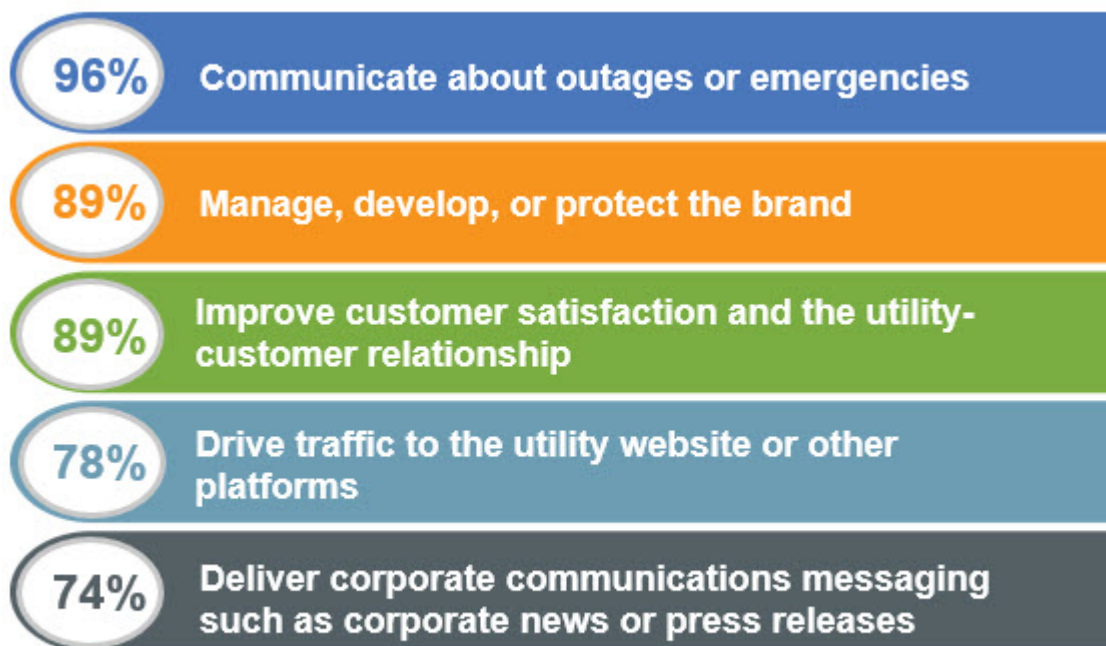 96%
Communicate about outages or emergencies
89%
Manage, develop, or protect the brand
89%
Improve customer satisfaction and the utility-
customer relationship
78%
Drive traffic to the utility website or other
platforms
74%
Deliver corporate communications messaging
such as corporate news or press releases